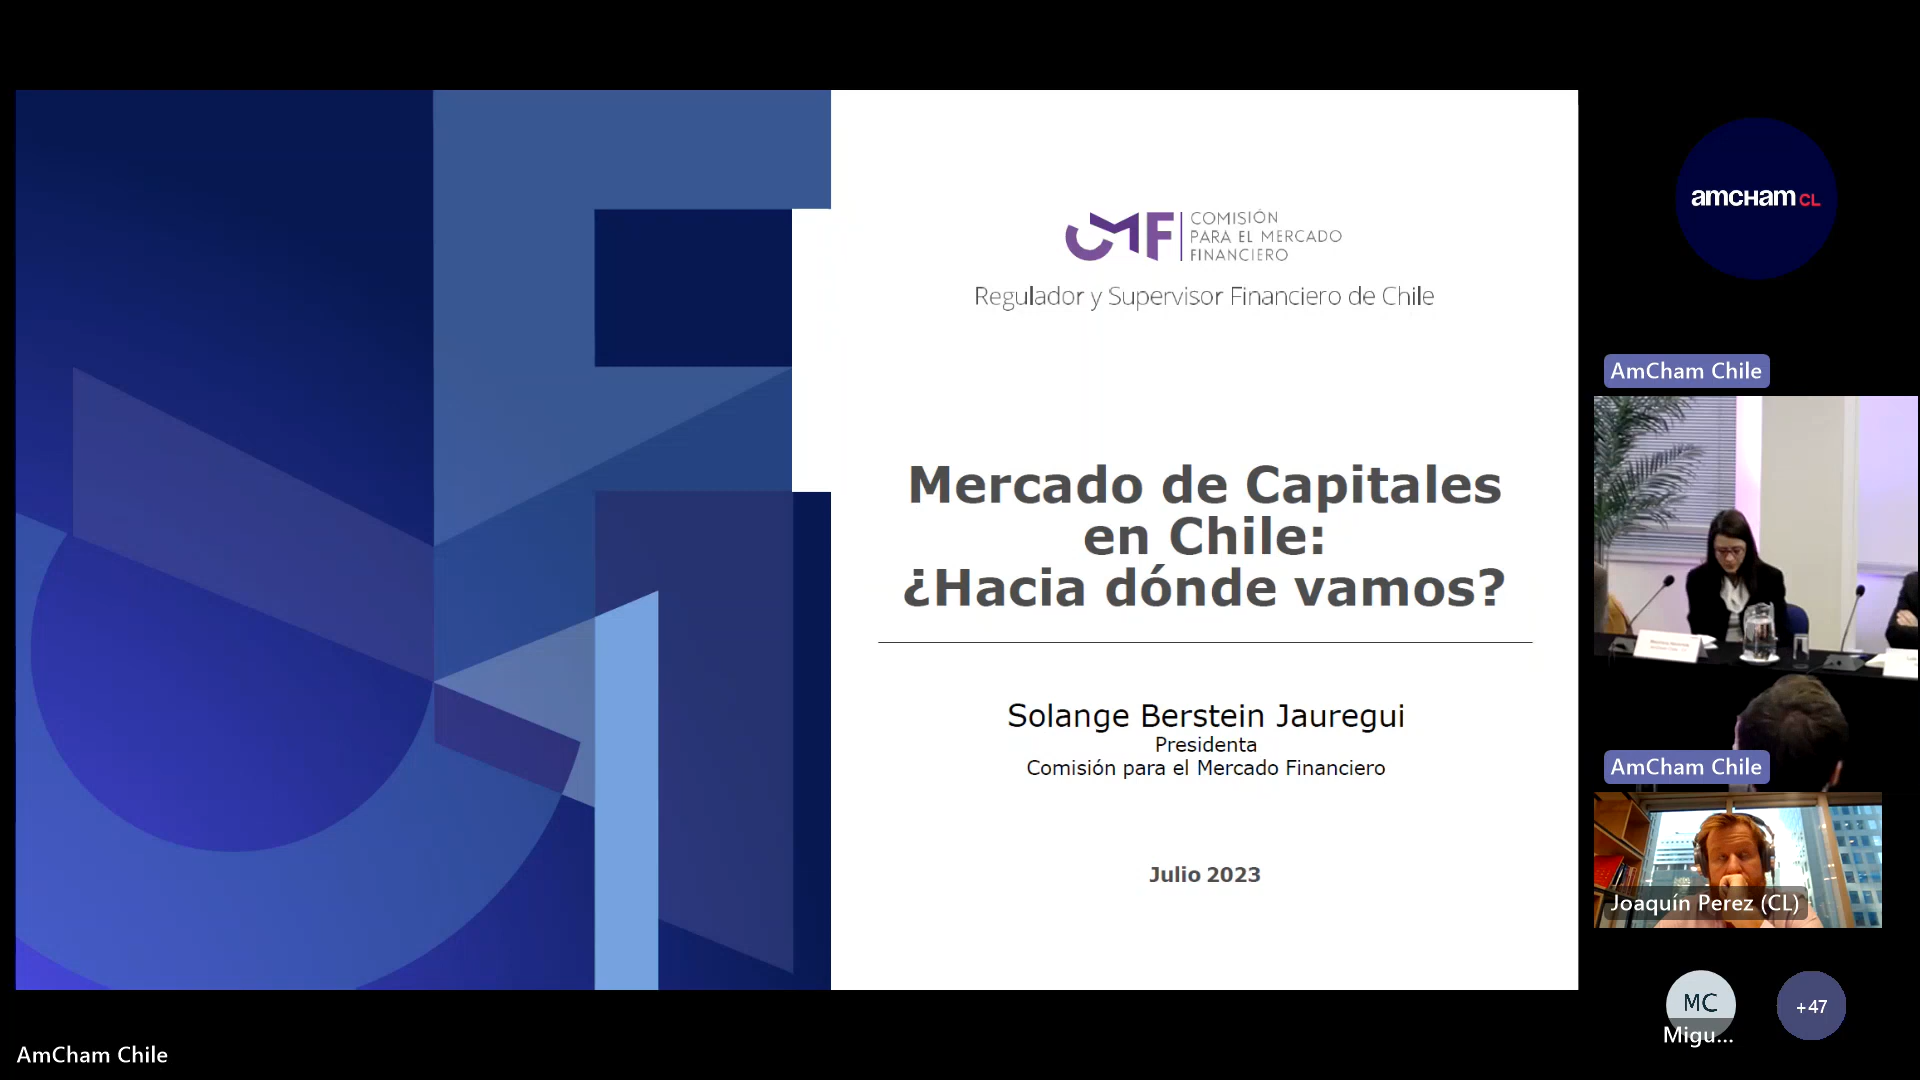 CMF
COMISIÓN
PARA EL MERCADO
FINANCIERO
Regulador y Supervisor Financiero de Chile
Mercado de Capitales
en Chile:
¿Hacia dónde vamos?
Solange Berstein Jauregui
Presidenta
Comisión para el Mercado Financiero
Julio 2023
amcHam CL
AmCham Chile
AmCham Chile
Joaquín Perez (CL)
MC
Migu...
+47
AmCham Chile